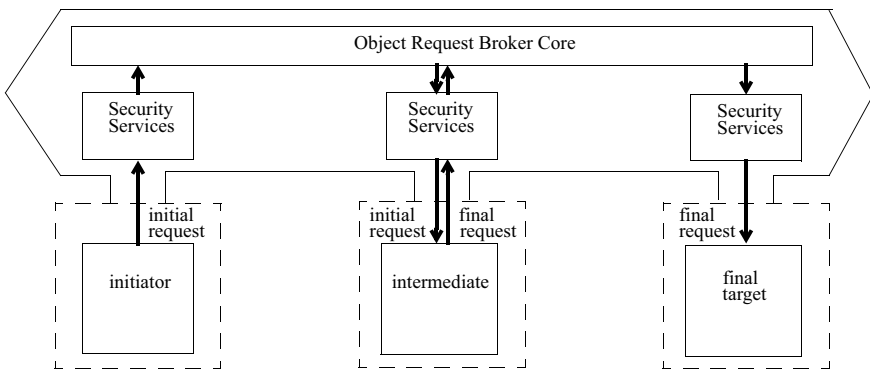 Object Request Broker Core
Security
Services
Security
Services
Security
Services
initial
request
initial
request
final
request
final
request
initiator
intermediate
final
target